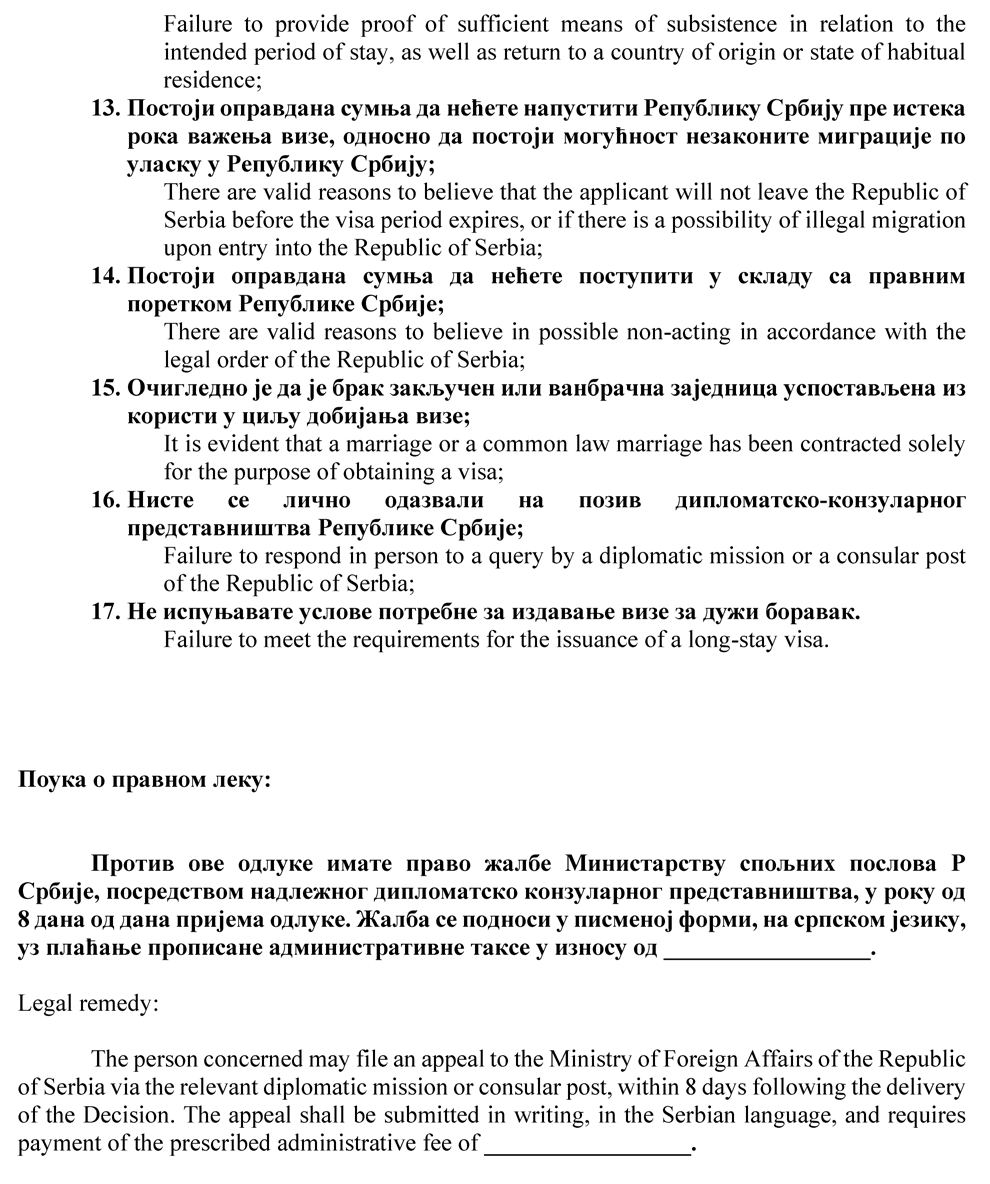 Failure to provide proof of sufficient means of subsistence in relation to the
intended period of stay, as well as return to a country of origin or state of habitual
residence;
13. Постоји оправдана сумња да нећете напустити Републику Србију пре истека
рока важења визе, односно да постоји могућност незаконите миграције по
уласку у Републику Србију;
There are valid reasons to believe that the applicant will not leave the Republic of
Serbia before the visa period expires, or if there is a possibility of illegal migration
upon entry into the Republic of Serbia;
14. Постоји оправдана сумња да нећете поступити у складу са правним
поретком Републике Србије;
There are valid reasons to believe in possible non-acting in accordance with the
legal order of the Republic of Serbia;
15. Очигледно је да је брак закључен или ванбрачна заједница успостављена из
користи у циљу добијања визе;
It is evident that a marriage or a common law marriage has been contracted solely
for the purpose of obtaining a visa;
16. Нисте се лично одазвали на позив дипломатско-конзуларног
представништва Републике Србије;
Failure to respond in person to a query by a diplomatic mission or a consular post
of the Republic of Serbia;
17. Не испуњавате услове потребне за издавање визе за дужи боравак.
Failure to meet the requirements for the issuance of a long-stay visa.
Поука о правном леку:
Против ове одлуке имате право жалбе Министарству спољних послова Р
Србије, посредством надлежног дипломатско конзуларног представништва, у року од
8 дана од дана пријема одлуке. Жалба се подноси у писменој форми, на српском језику,
уз плаћање прописане административне таксе у износу од _________________.
Legal remedy:
The person concerned may file an appeal to the Ministry of Foreign Affairs of the Republic
of Serbia via the relevant diplomatic mission or consular post, within 8 days following the delivery
of the Decision. The appeal shall be submitted in writing, in the Serbian language, and requires
payment of the prescribed administrative fee of _________________.